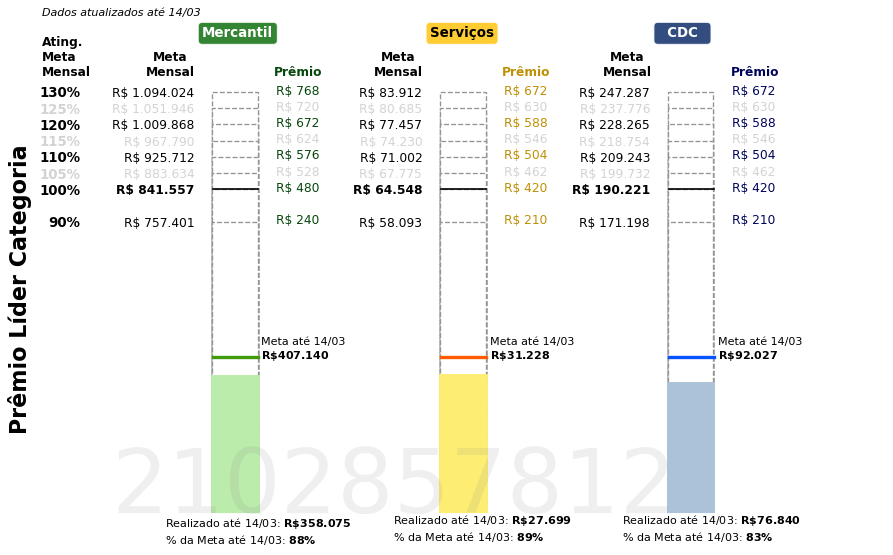 Dados atualizados até 14/03
Mercantil Serviços CDC
Ating. Meta Mensal Meta Mensal Prêmio Meta Mensal Prêmio Meta Mensal Prêmio
130% R$ 1.094.024 R$ 768 R$ 83.912 R$ 672 R$ 247.287 R$ 672
125% R$ 1.051.946 R$ 720 R$ 80.685 R$ 630 R$ 237.776 R$ 630
120% R$ 1.009.868 R$ 672 R$ 77.457 R$ 588 R$ 228.265 R$ 588
115% R$ 967.790 R$ 624 R$ 74.230 R$ 546 R$ 218.754 R$ 546
110% R$ 925.712 R$ 576 R$ 71.002 R$ 504 R$ 209.243 R$ 504
105% R$ 883.634 R$ 528 R$ 67.775 R$ 462 R$ 199.732 R$ 462
100% R$ 841.557 R$ 480 R$ 64.548 R$ 420 R$ 190.221 R$ 420
90% R$ 757.401 R$ 240 R$ 58.093 R$ 210 R$ 171.198 R$ 210
Prêmio Líder Categoria
Meta até 14/03 Meta até 14/03 Meta até 14/03
R$407.140 R$31.228 R$92.027
2102857812
Realizado até 14/03: R$358.075 Realizado até 14/03: R$27.699 Realizado até 14/03: R$76.840
% da Meta até 14/03: 88% % da Meta até 14/03: 89% % da Meta até 14/03: 83%